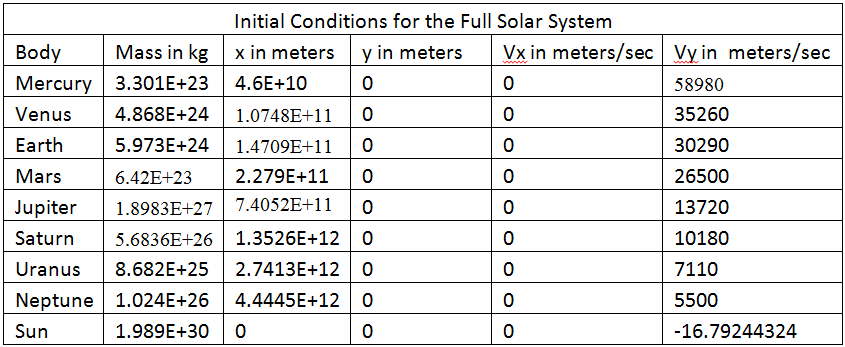 Initial Conditions for the Full Solar System
Body Mass in kg x in meters y in meters Vx in meters/sec Vy in meters/sec
Mercury 3.301E+23 4.6E+10 0 0 58980
Venus 4.868E+24 1.0748E+11 0 0 35260
Earth 5.973E+24 1.4709E+11 0 0 30290
Mars 6.42E+23 2.279E+11 0 0 26500
Jupiter 1.8983E+27 7.4052E+11 0 0 13720
Saturn 5.6836E+26 1.3526E+12 0 0 10180
Uranus 8.682E+25 2.7413E+12 0 0 7110
Neptune 1.024E+26 4.4445E+12 0 0 5500
Sun 1.989E+30 0 0 0 -16.79244324